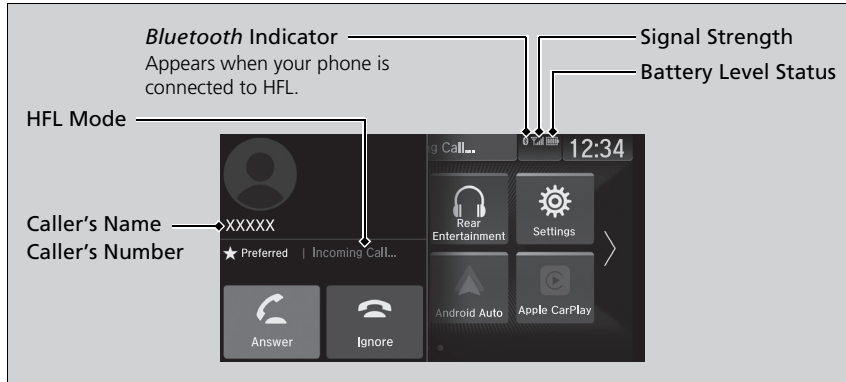 Bluetooth Indicator
Appears when your phone is
connected to HFL.
Signal Strength
Battery Level Status
HFL Mode
Caller's Name
Caller's Number
g Call...
12:34
XXXXX
Preferred | Incoming Call...
Answer
Ignore
Rear
Entertainment
Settings
Android Auto
Apple CarPlay